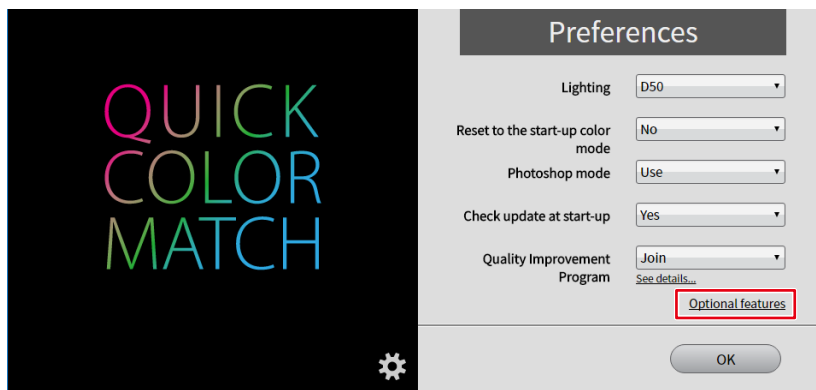 QUICK
COLOR
MATCH
Preferences
Lighting
D50
Reset to the start-up color
mode
No
Photoshop mode
Use
Check update at start-up
Yes
Quality Improvement
Program
Join
See details...
Optional features
OK